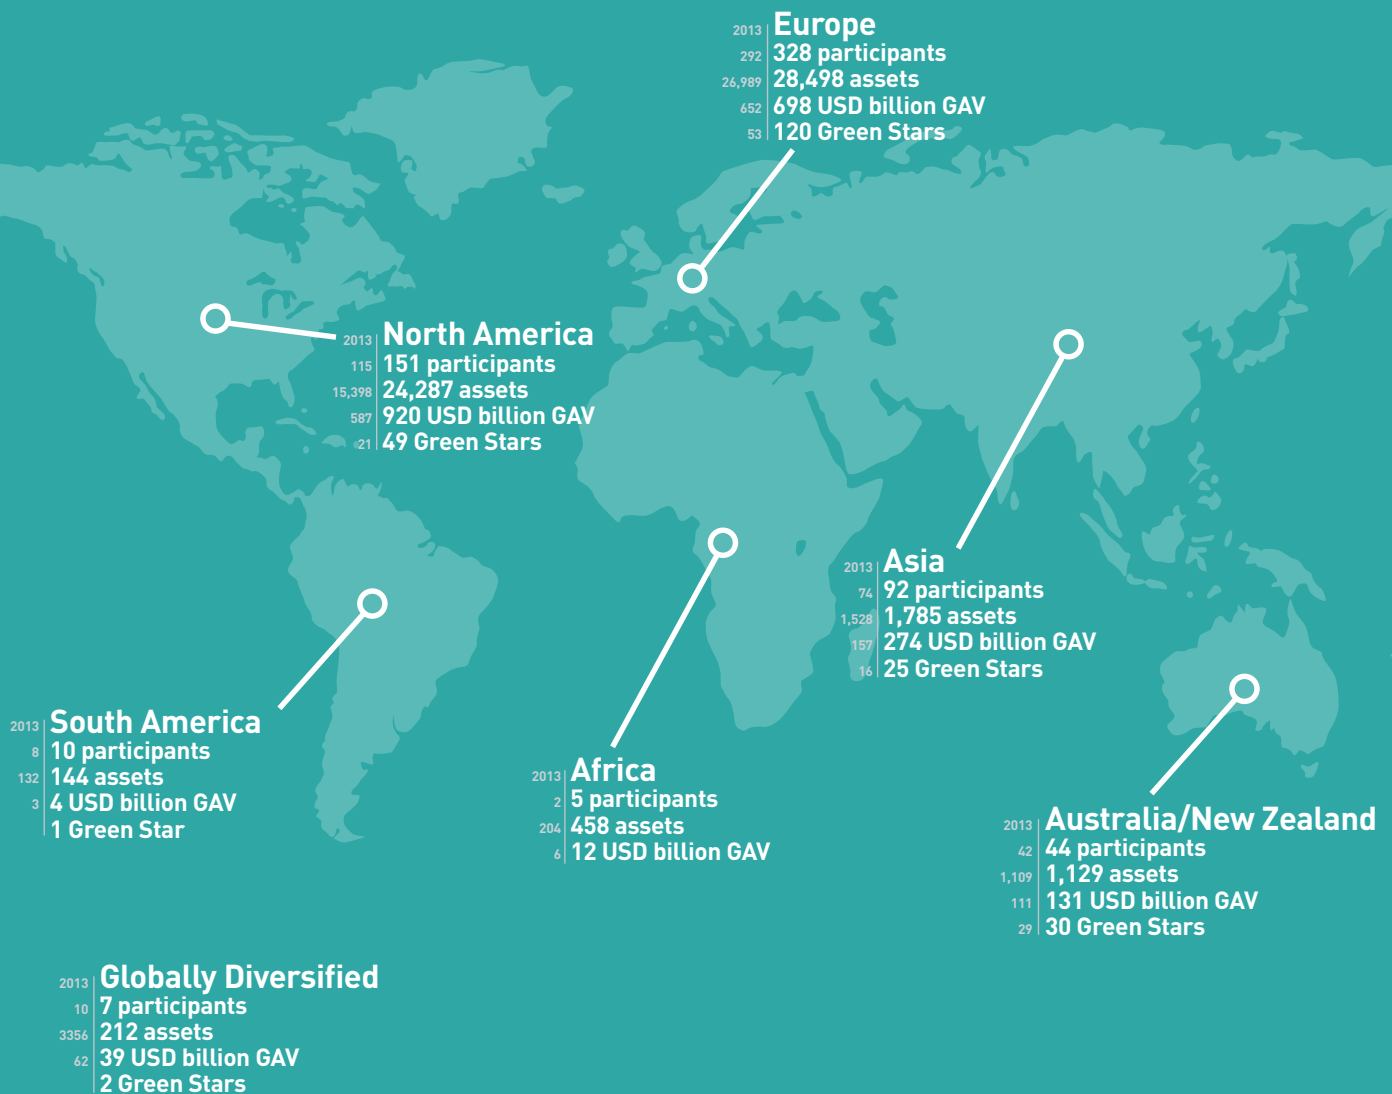 2013 Europe
292 328 participants
26,989 28,498 assets
652 698 USD billion GAV
53 120 Green Stars
2013 North America
115 151 participants
15,398 24,287 assets
587 920 USD billion GAV
21 49 Green Stars
2013 Asia
74 92 participants
1,528 1,785 assets
157 274 USD billion GAV
16 25 Green Stars
2013 South America
8 10 participants
132 144 assets
3 4 USD billion GAV
1 Green Star
2013 Africa
2 5 participants
204 458 assets
6 12 USD billion GAV
2013 Australia/New Zealand
42 44 participants
1,109 1,129 assets
111 131 USD billion GAV
29 30 Green Stars
2013 Globally Diversified
10 7 participants
3356 212 assets
62 39 USD billion GAV
2 Green Stars